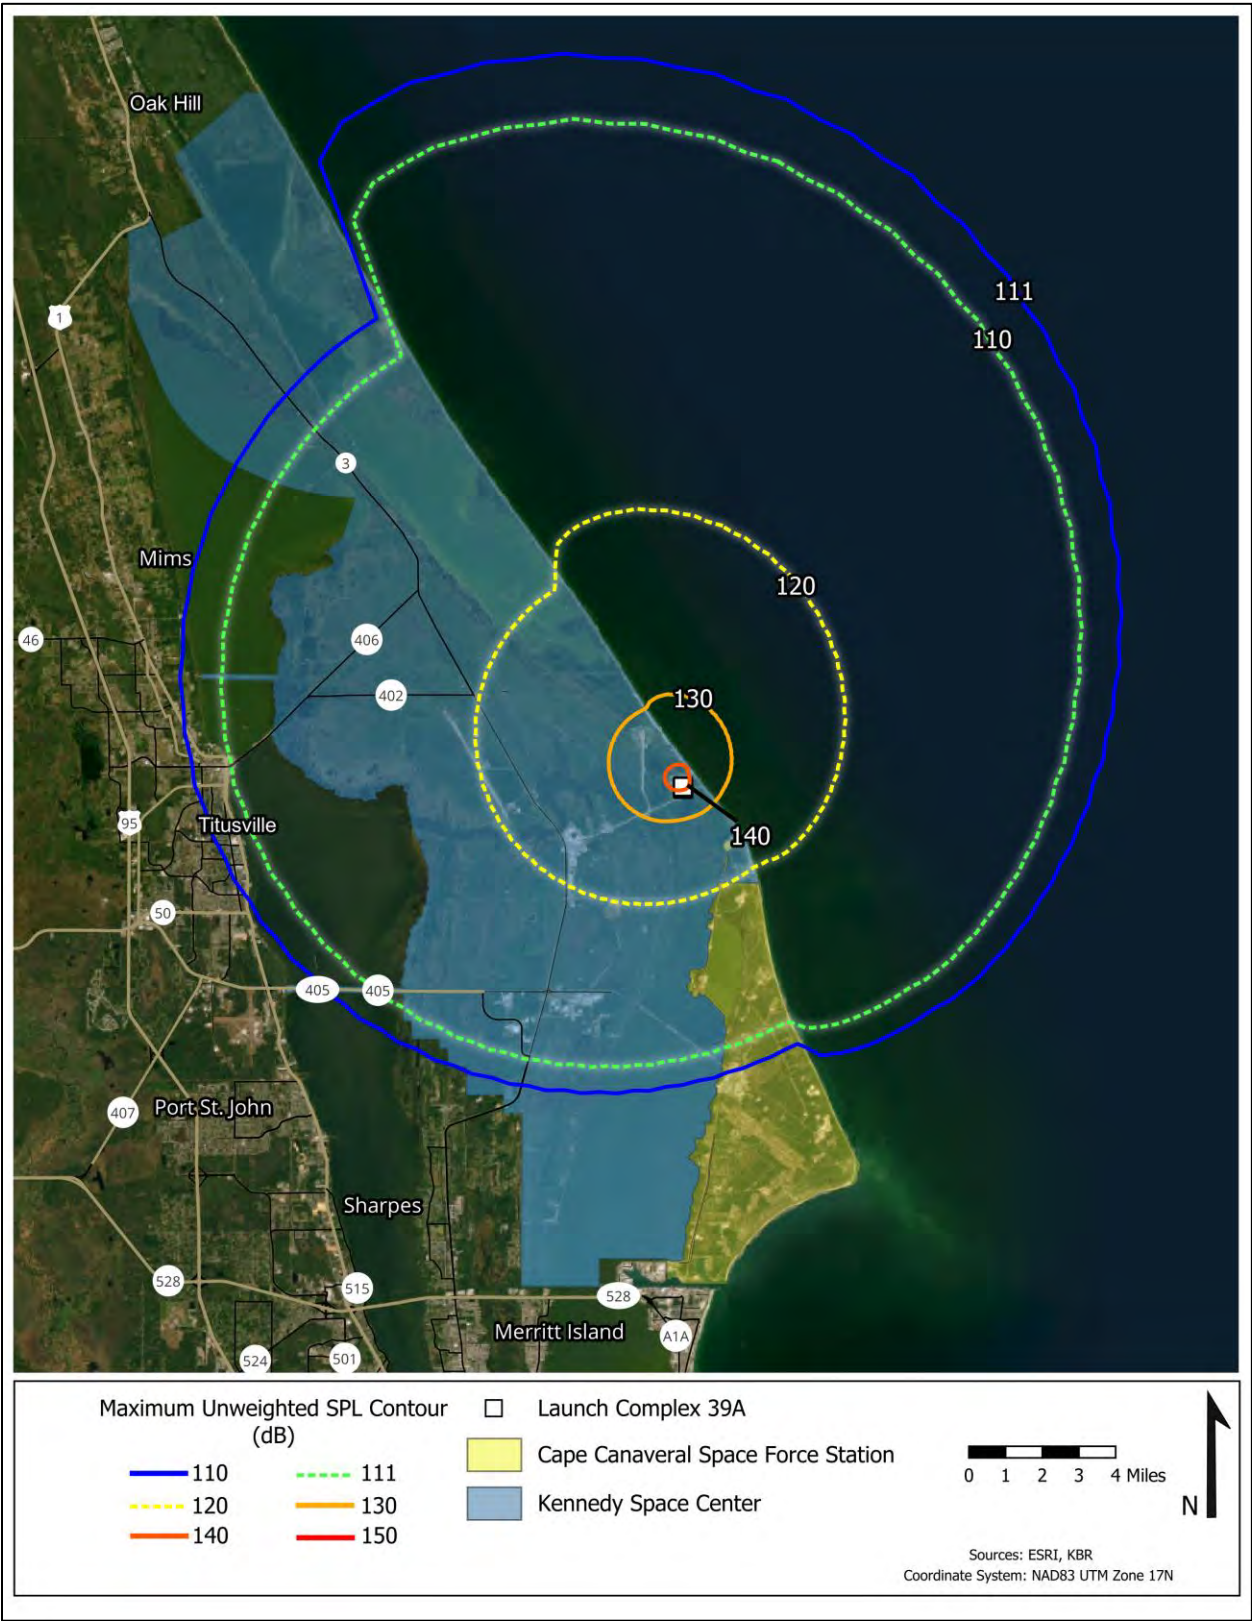 Oak Hill
1
111
110
3
Mims
120
46
406
402
130
95
Titusville
140
50
405
405
407
Port St. John
Sharpes
528
515
528
Merritt Island
A1A
524
501
Maximum Unweighted SPL Contour
(dB)
110
111
120
130
140
150
Launch Complex 39A
Cape Canaveral Space Force Station
Kennedy Space Center
0 1 2 3 4 Miles
N
Sources: ESRI, KBR
Coordinate System: NAD83 UTM Zone 17N